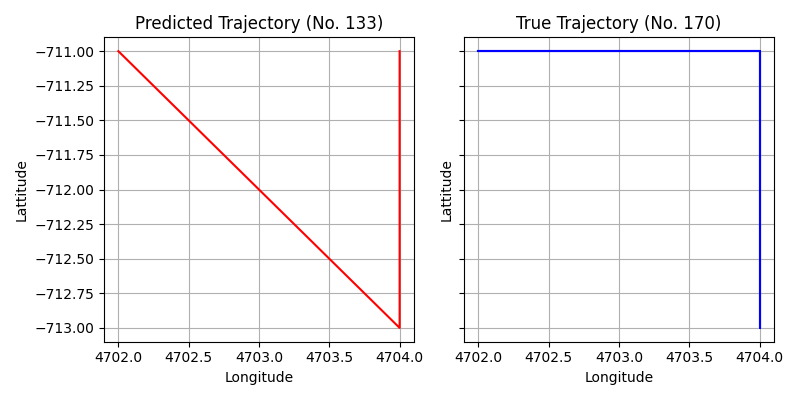 Predicted Trajectory (No. 133)
True Trajectory (No. 170)
−711.00
−711.25
−711.50
−711.75
−712.00
−712.25
−712.50
−712.75
−713.00
Lattitude
Lattitude
4702.0 4702.5 4703.0 4703.5 4704.0
4702.0 4702.5 4703.0 4703.5 4704.0
Longitude
Longitude